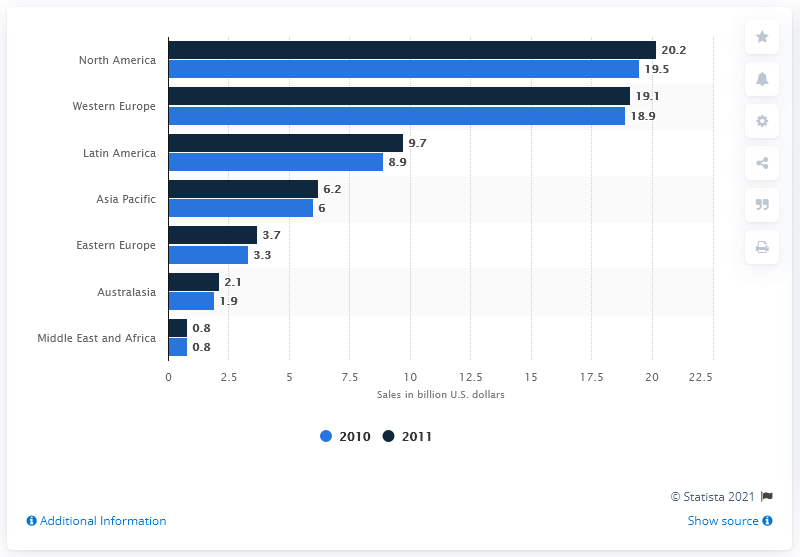 North America 20.2
19.5
Western Europe 19.1
18.9
Latin America 9.7
8.9
Asia Pacific 6.2
6
Eastern Europe 3.7
3.3
Australasia 2.1
1.9
Middle East and Africa 0.8
0.8
0 2.5 5 7.5 10 12.5 15 17.5 20 22.5
Sales in billion U.S. dollars
2010 2011
© Statista 2021
Additional Information Show source